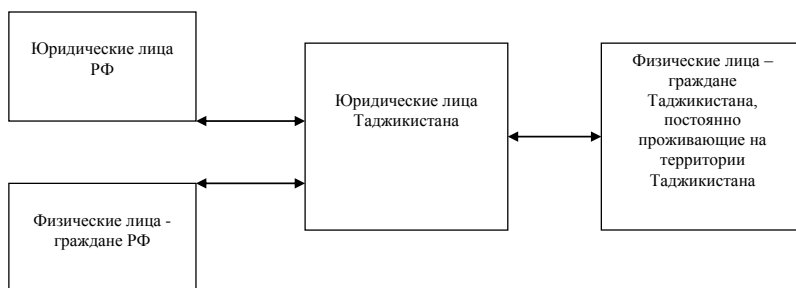 Юридические лица
РФ
Физические лица -
граждане РФ
Юридические лица
Таджикистана
Физические лица –
граждане
Таджикистана,
постоянно
проживающие на
территории
Таджикистана